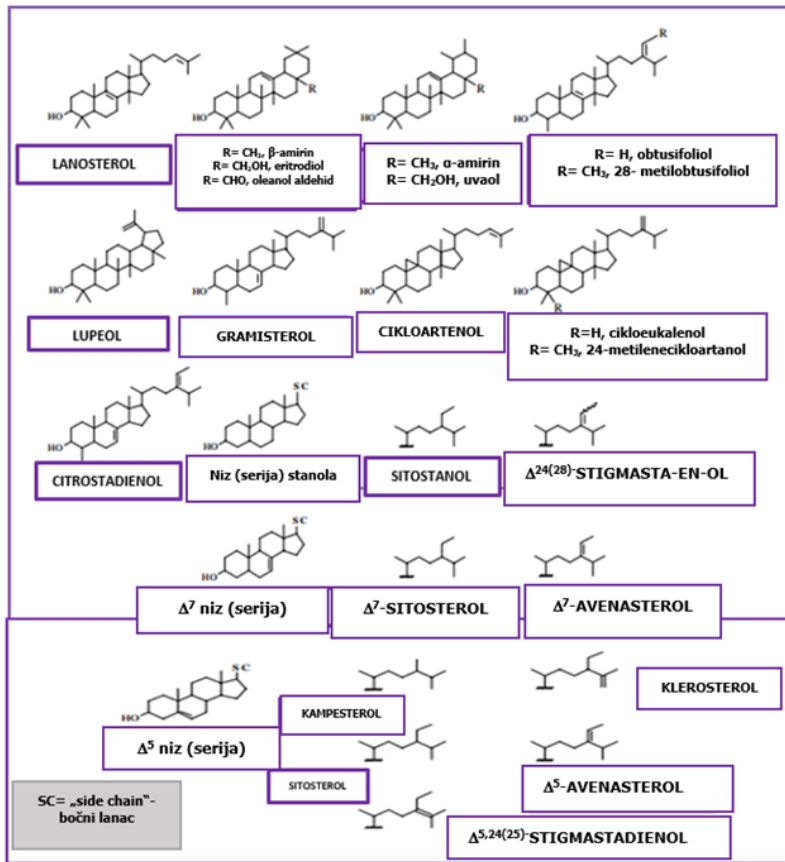 R
HO
R
HO
R
HO
HO
LANOSTEROL
R= CH₃, β-amirin
R= CH₂OH, eritrodiol
R= CHO, oleanol aldehid
R= CH₃, α-amirin
R= CH₂OH, uvaol
R= H, obtusifoliol
R= CH₃, 28- metilobtusifoliol
HO
HO
HO
HO
R
LUPEOL
GRAMISTEROL
CIKLOARTENOL
R=H, cikloeukalenol
R= CH₃, 24-metilenecikloartanol
HO
SC
HO
CITROSTADIENOL
Niz (serija) stanola
SITOSTANOL
Δ²⁴⁽²⁸⁾-STIGMASTA-EN-OL
SC
HO
Δ⁷ niz (serija)
Δ⁷-SITOSTEROL
Δ⁷-AVENASTEROL
SC
HO
KAMPESTEROL
KLEROSTEROL
Δ⁵ niz (serija)
SITOSTEROL
Δ⁵-AVENASTEROL
SC= „side chain“-
bočni lanac
Δ⁵,²⁴⁽²⁵⁾-STIGMASTADIENOL